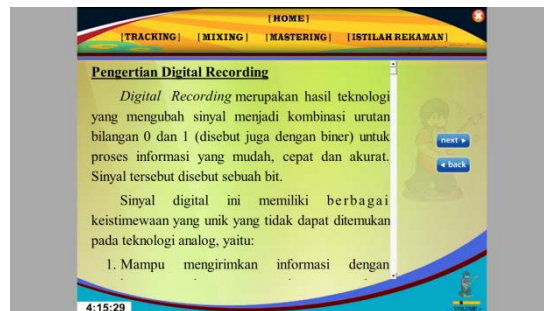 [HOME]
[TRACKING] [MIXING] [MASTERING] [ISTILAH REKAMAN]
Pengertian Digital Recording
Digital Recording merupakan hasil teknologi
yang mengubah sinyal menjadi kombinasi urutan
bilangan 0 dan 1 (disebut juga dengan biner) untuk
proses informasi yang mudah, cepat dan akurat.
Sinyal tersebut disebut sebuah bit.
Sinyal digital ini memiliki berbagai
keistimewaan yang unik yang tidak dapat ditemukan
pada teknologi analog, yaitu:
1. Mampu mengirimkan informasi dengan
next
back
4:15:29
- VOLUME +